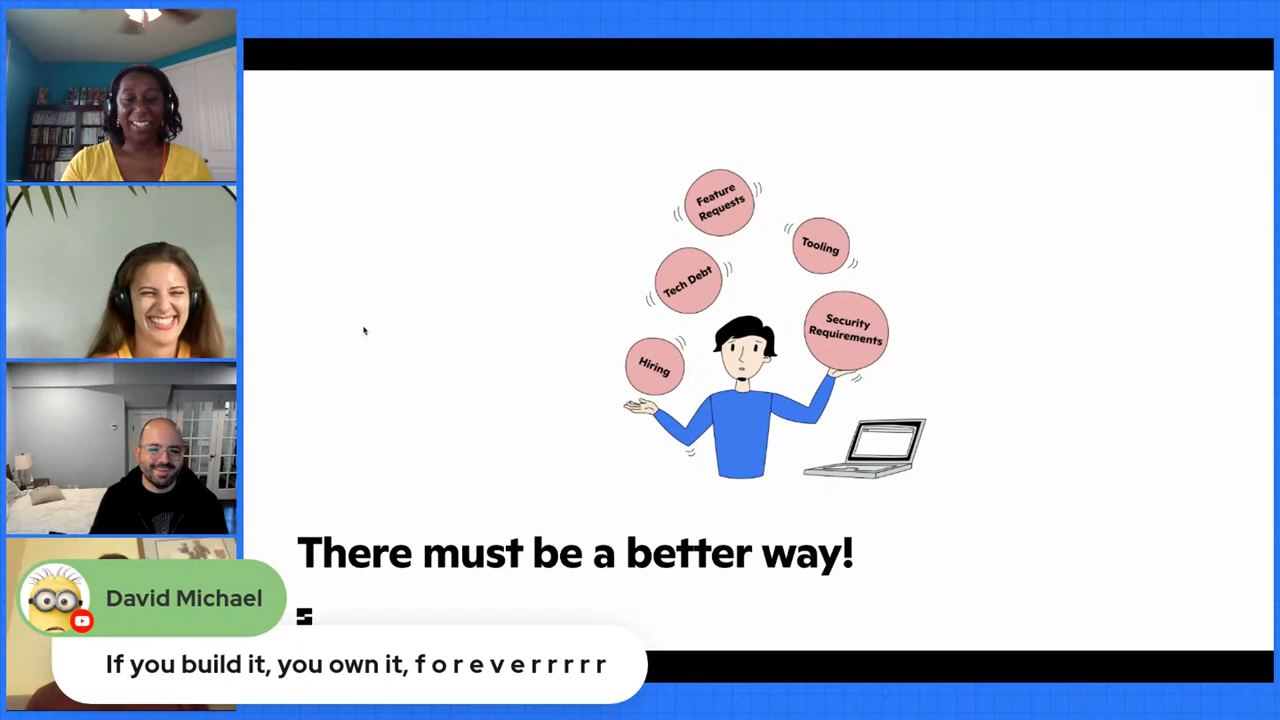 Feature
Requests
Tooling
Tech Debt
Security
Requirements
Hiring
There must be a better way!
David Michael
If you build it, you own it, f o r e v e r r r r r